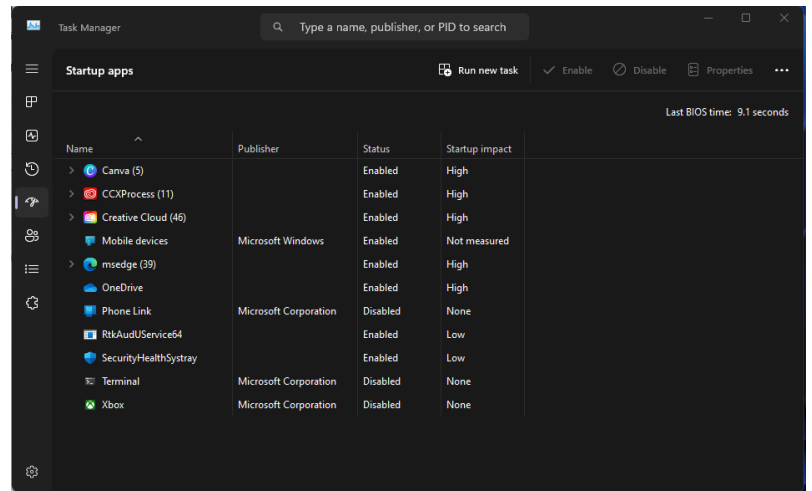 Task Manager
Type a name, publisher, or PID to search
Startup apps
Run new task
Enable
Disable
Properties
Last BIOS time: 9.1 seconds
Name Publisher Status Startup impact
Canva (5) Enabled High
CCXProcess (11) Enabled High
Creative Cloud (46) Enabled High
Mobile devices Microsoft Windows Enabled Not measured
msedge (39) Enabled High
OneDrive Enabled High
Phone Link Microsoft Corporation Disabled None
RtkAudUService64 Enabled Low
SecurityHealthSystray Enabled Low
Terminal Microsoft Corporation Disabled None
Xbox Microsoft Corporation Disabled None